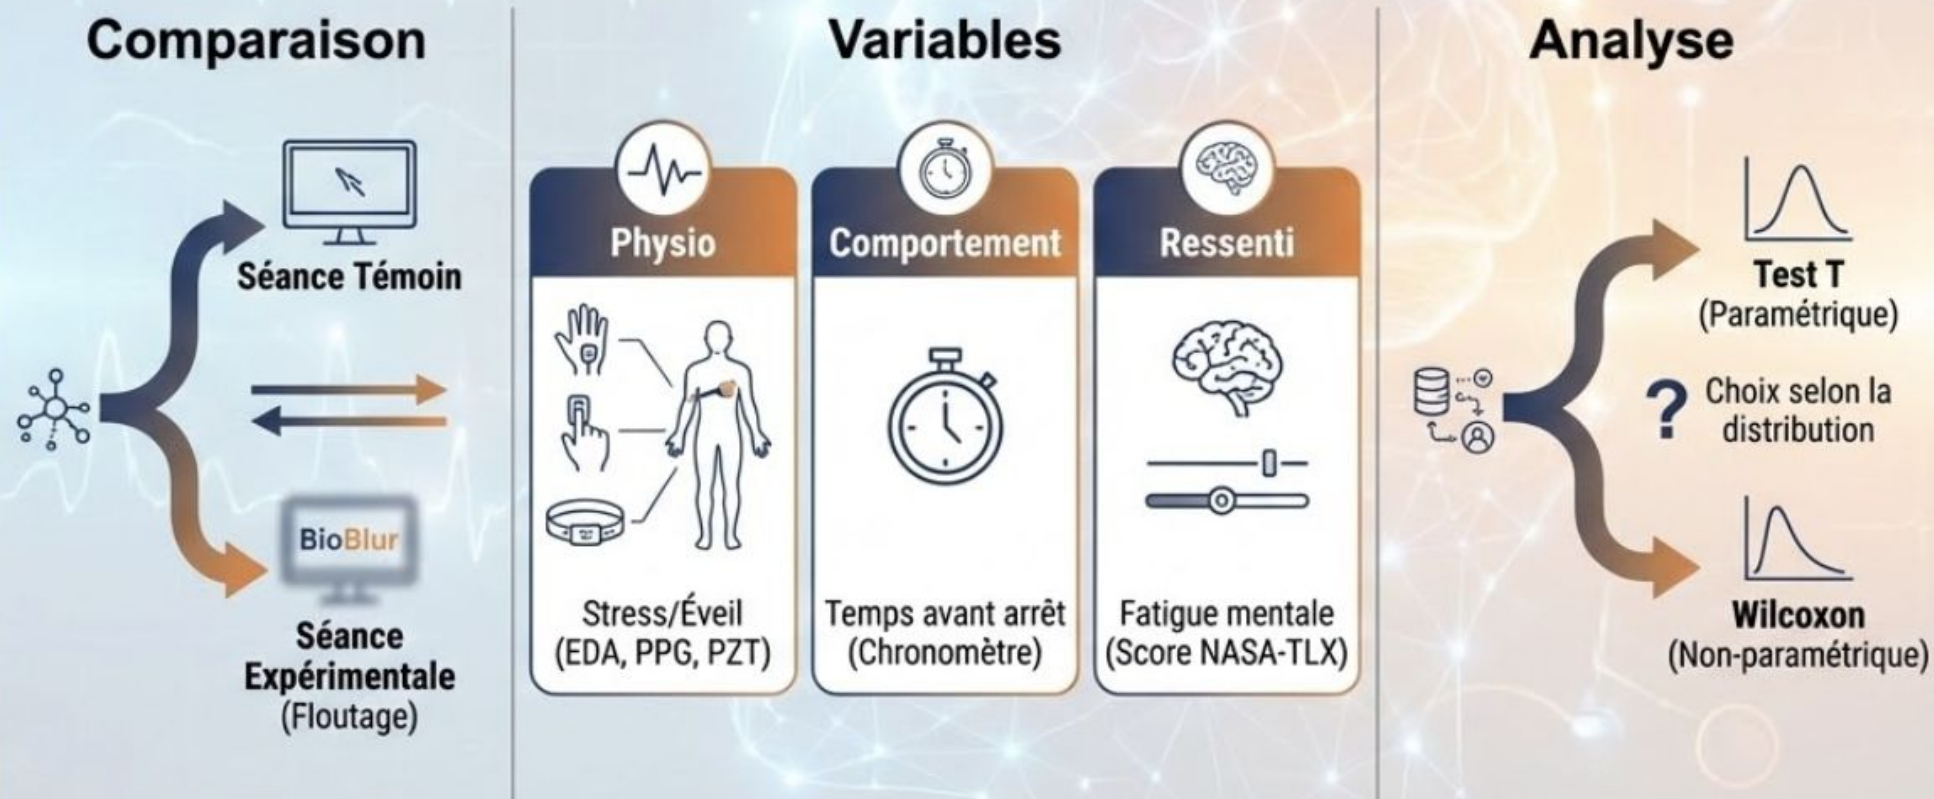 Comparaison
Séance Témoin
BioBlur
Séance
Expérimentale
(Floutage)
Variables
Physio
Stress/Éveil
(EDA, PPG, PZT)
Comportement
Temps avant arrêt
(Chronomètre)
Ressenti
Fatigue mentale
(Score NASA-TLX)
Analyse
Test T
(Paramétrique)
?
Choix selon la
distribution
Wilcoxon
(Non-paramétrique)